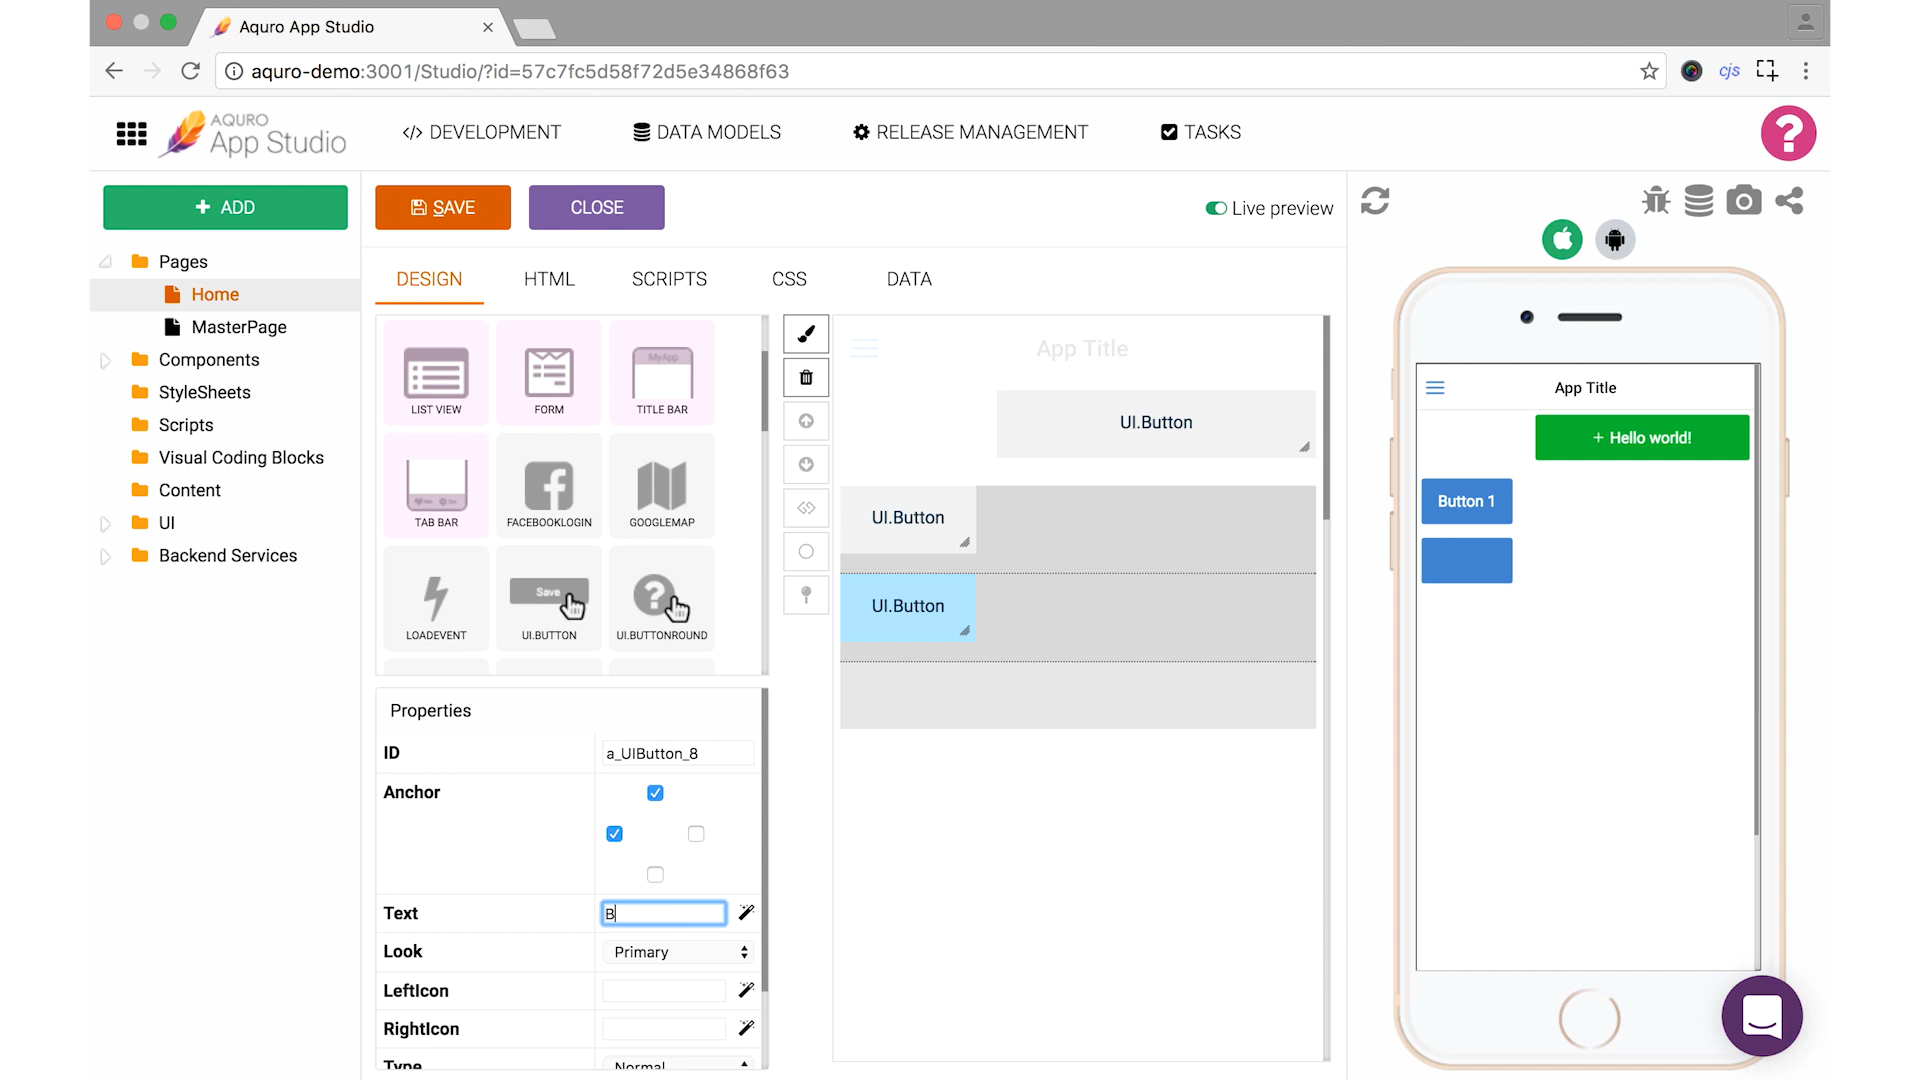 Aquro App Studio
aquro-demo:3001/Studio/?id=57c7fc5d58f72d5e34868f63
cjs
AQURO
App Studio
</> DEVELOPMENT
DATA MODELS
RELEASE MANAGEMENT
TASKS
?
+ ADD
SAVE
CLOSE
Live preview
Pages
Home
MasterPage
Components
StyleSheets
Scripts
Visual Coding Blocks
Content
UI
Backend Services
DESIGN
HTML
SCRIPTS
CSS
DATA
LIST VIEW
FORM
MyApp
TITLE BAR
TAB BAR
FACEBOOKLOGIN
GOOGLEMAP
LOADEVENT
Save
UI.BUTTON
?
UI.BUTTONROUND
Properties
ID
a_UIButton_8
Anchor
Text
B
Look
Primary
LeftIcon
RightIcon
Type
Normal
App Title
UI.Button
UI.Button
UI.Button
App Title
+ Hello world!
Button 1